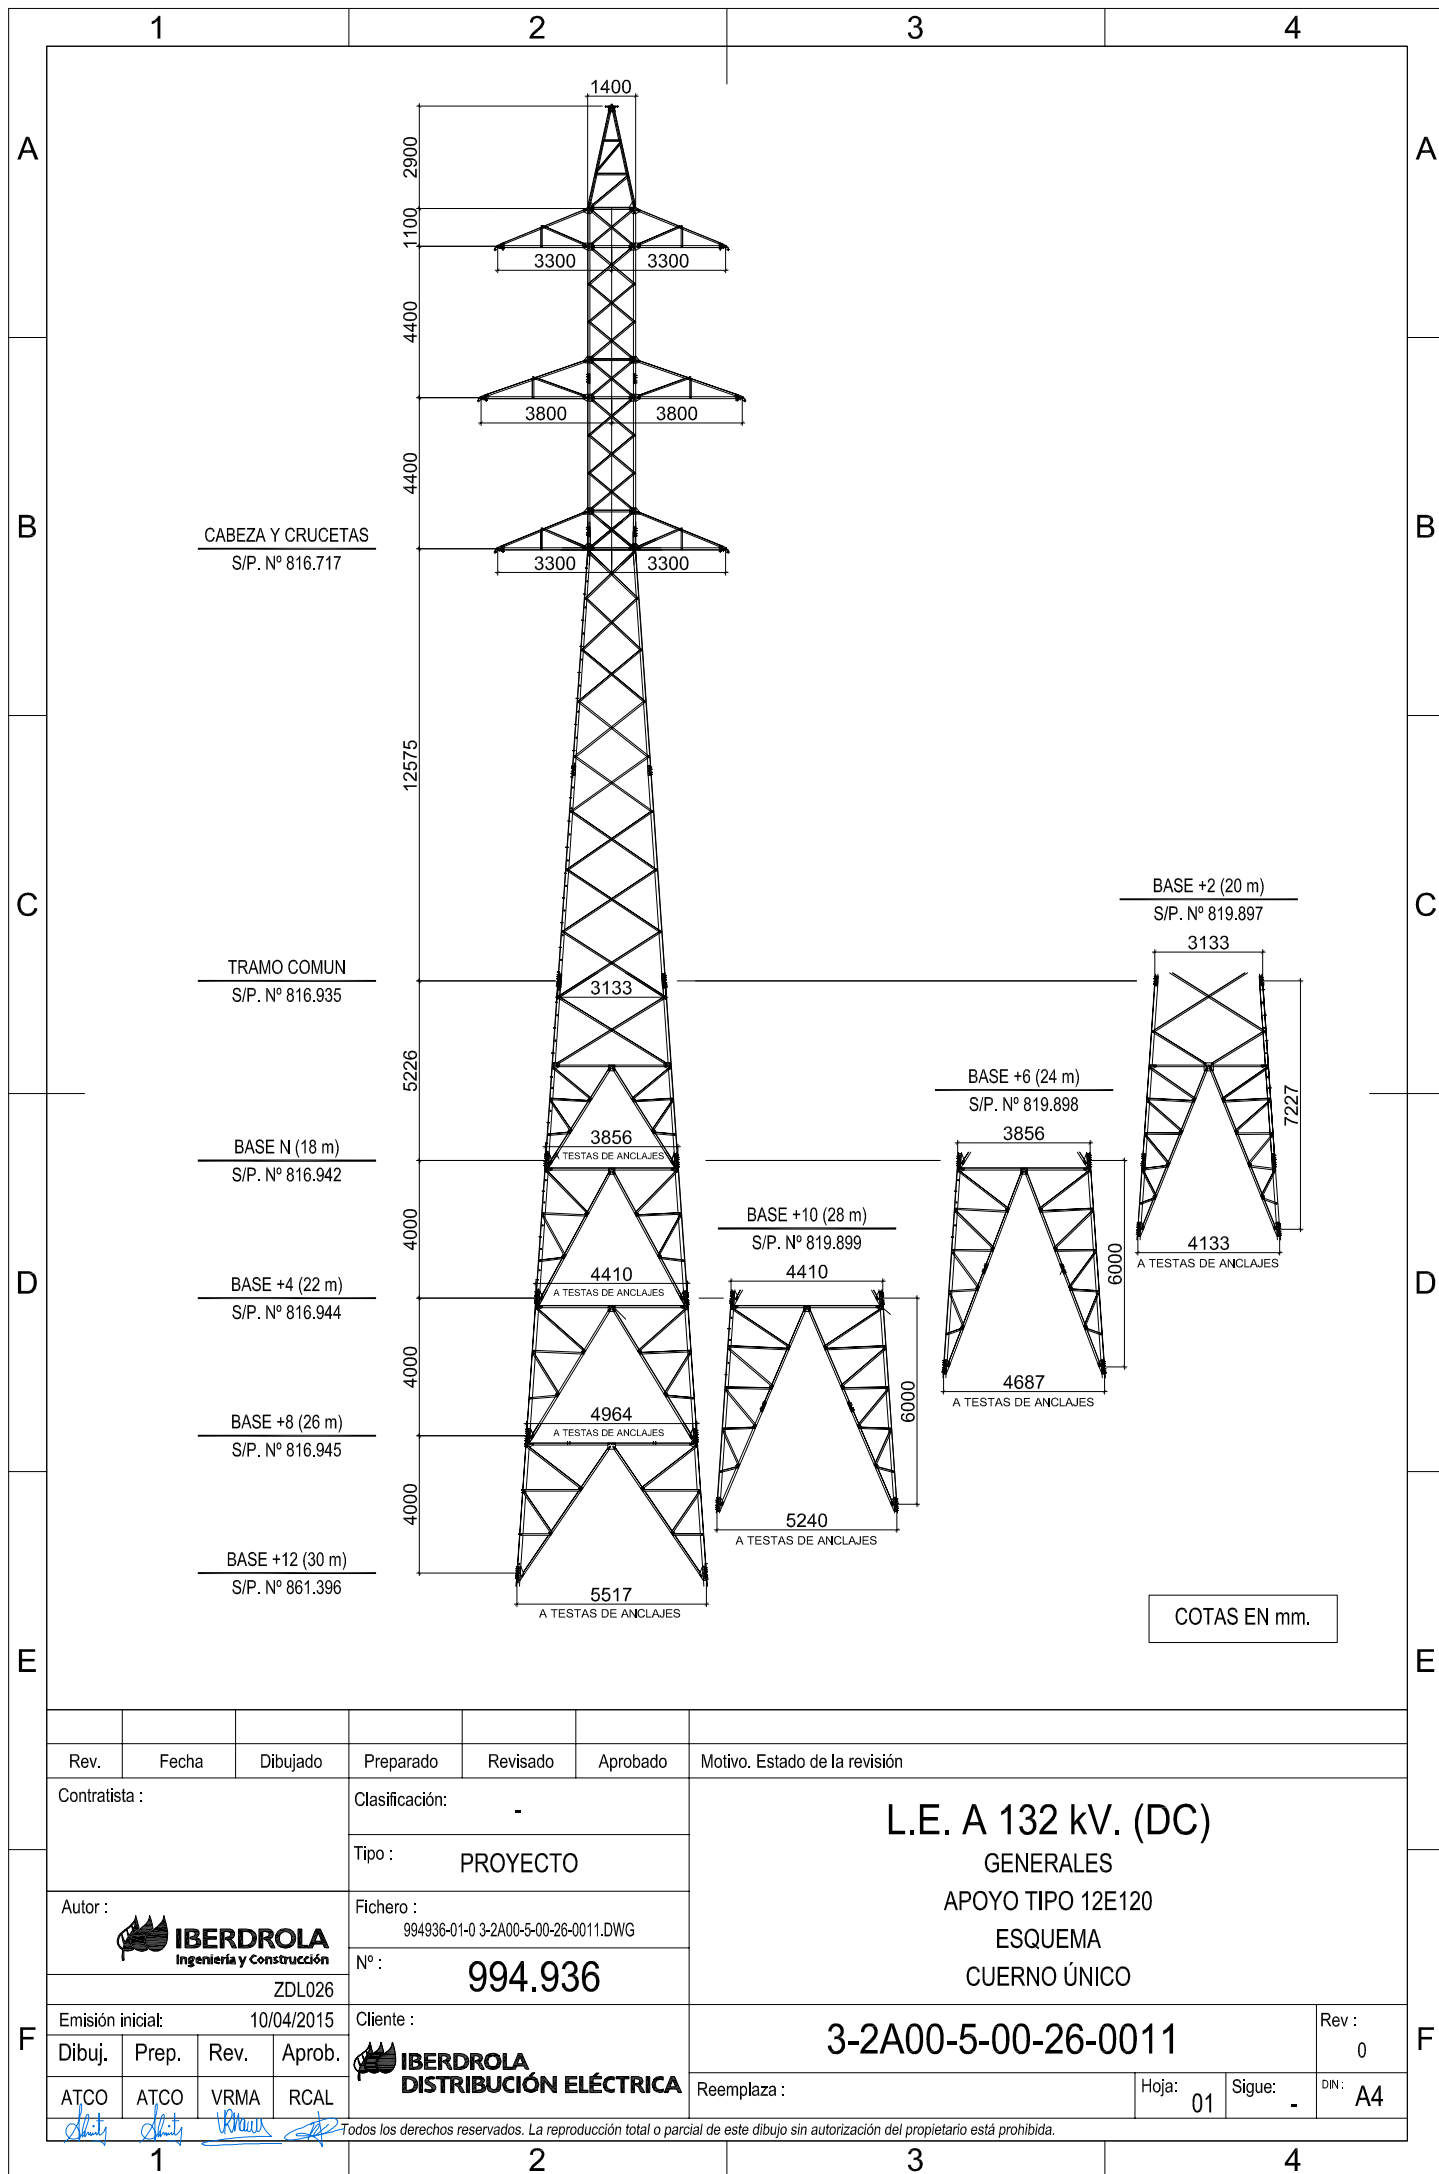 1 2 3 4
A A
1400
2900
1100
3300 3300
4400
3800 3800
4400
B B
CABEZA Y CRUCETAS
S/P. Nº 816.717
3300 3300
12575
C C
BASE +2 (20 m)
S/P. Nº 819.897
3133
TRAMO COMUN
S/P. Nº 816.935
3133
5226
7227
BASE +6 (24 m)
S/P. Nº 819.898
3856
BASE N (18 m)
S/P. Nº 816.942
3856
A TESTAS DE ANCLAJES
4000
BASE +10 (28 m)
S/P. Nº 819.899
4410
6000
4133
A TESTAS DE ANCLAJES
D D
BASE +4 (22 m)
S/P. Nº 816.944
4410
A TESTAS DE ANCLAJES
4000
6000
4687
A TESTAS DE ANCLAJES
BASE +8 (26 m)
S/P. Nº 816.945
4964
A TESTAS DE ANCLAJES
4000
5240
A TESTAS DE ANCLAJES
BASE +12 (30 m)
S/P. Nº 861.396
5517
A TESTAS DE ANCLAJES
COTAS EN mm.
E E
Rev. Fecha Dibujado Preparado Revisado Aprobado Motivo. Estado de la revisión
Contratista :
Clasificación: -
Tipo : PROYECTO
L.E. A 132 kV. (DC)
GENERALES
APOYO TIPO 12E120
ESQUEMA
CUERNO ÚNICO
Autor :
IBERDROLA
Ingeniería y Construcción
ZDL026
Fichero :
994936-01-0 3-2A00-5-00-26-0011.DWG
Nº : 994.936
Emisión inicial: 10/04/2015
Dibuj. Prep. Rev. Aprob.
ATCO ATCO VRMA RCAL
Cliente :
IBERDROLA
DISTRIBUCIÓN ELÉCTRICA
3-2A00-5-00-26-0011
Rev :
0
Reemplaza :
Hoja: 01
Sigue: -
DIN : A4
F F
Todos los derechos reservados. La reproducción total o parcial de este dibujo sin autorización del propietario está prohibida.
1 2 3 4